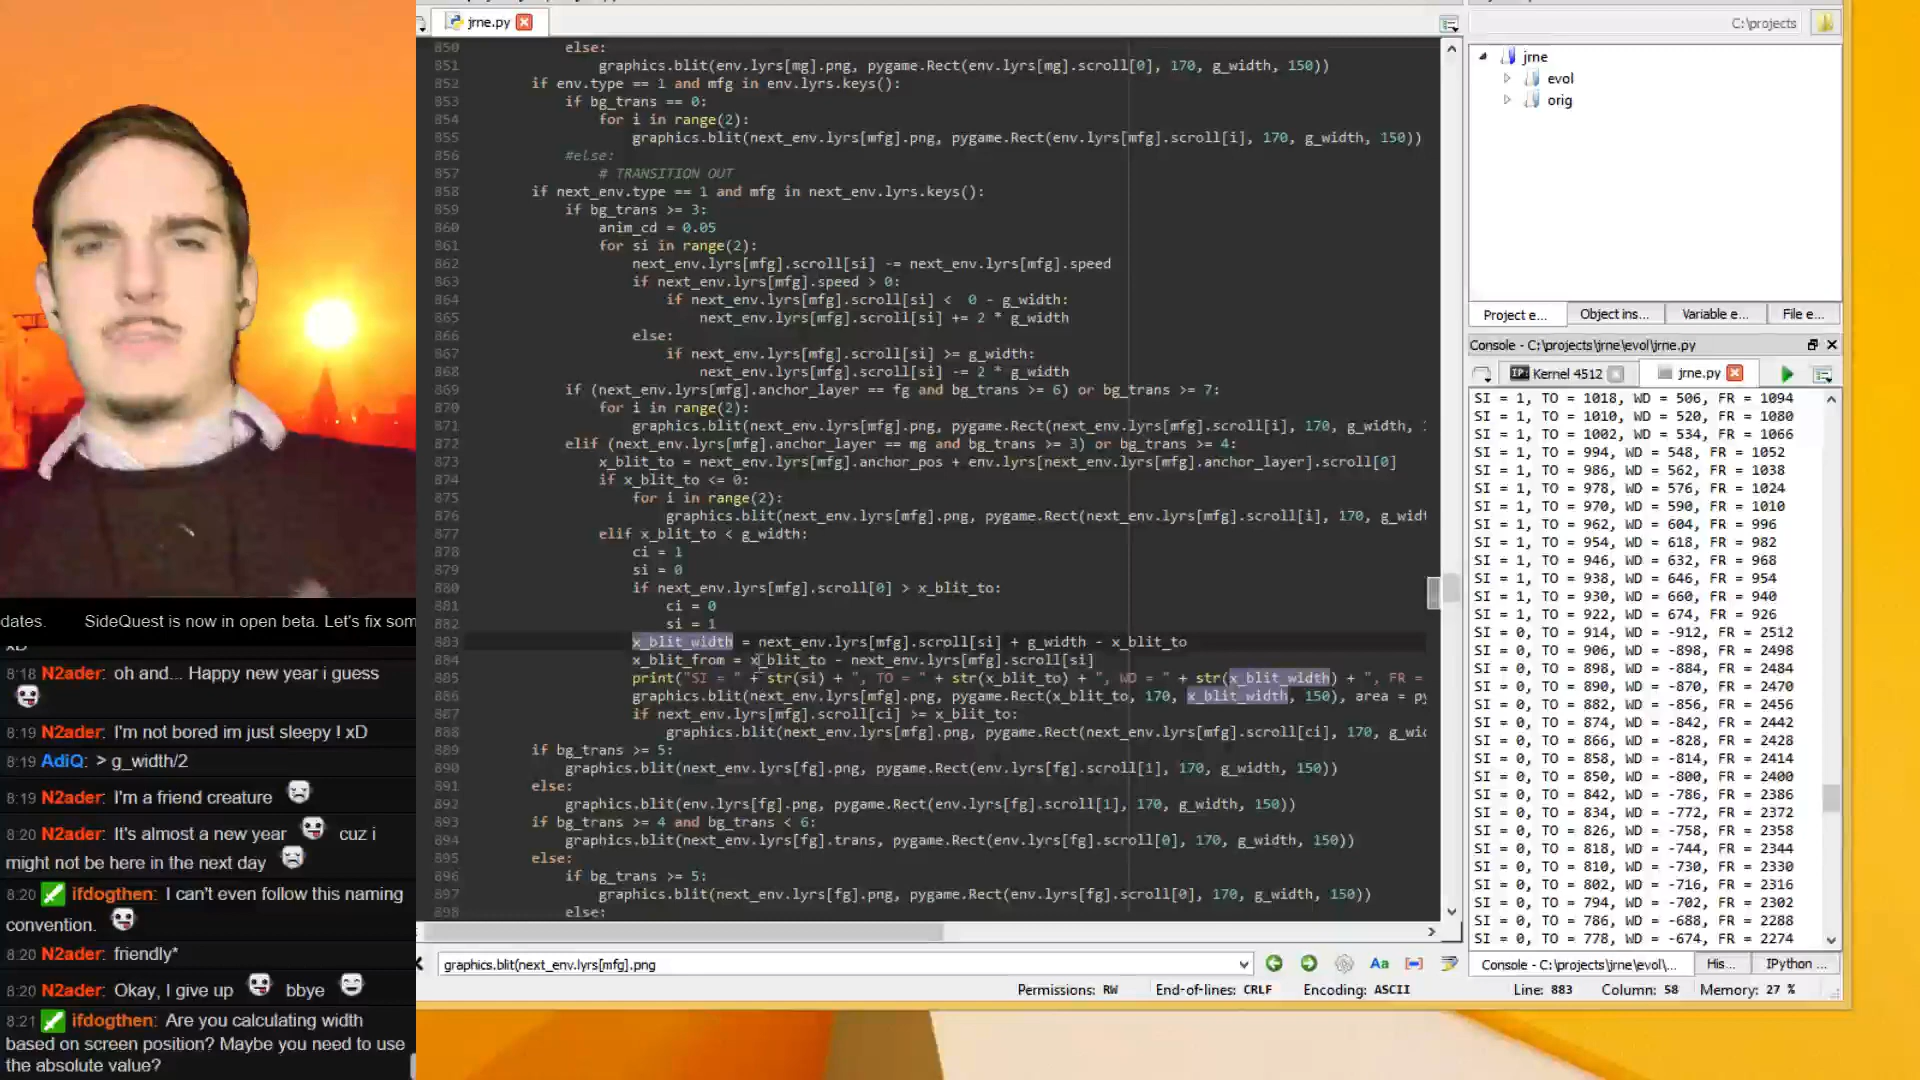 jrne.py
850 else:
851 graphics.blit(env.lyrs[mg].png, pygame.Rect(env.lyrs[mg].scroll[0], 170, g_width, 150))
852 if env.type == 1 and mfg in env.lyrs.keys():
853 if bg_trans == 0:
854 for i in range(2):
855 graphics.blit(next_env.lyrs[mfg].png, pygame.Rect(env.lyrs[mfg].scroll[i], 170, g_width, 150))
856 #else:
857 # TRANSITION OUT
858 if next_env.type == 1 and mfg in next_env.lyrs.keys():
859 if bg_trans >= 3:
860 anim_cd = 0.05
861 for si in range(2):
862 next_env.lyrs[mfg].scroll[si] -= next_env.lyrs[mfg].speed
863 if next_env.lyrs[mfg].speed > 0:
864 if next_env.lyrs[mfg].scroll[si] < 0 - g_width:
865 next_env.lyrs[mfg].scroll[si] += 2 * g_width
866 else:
867 if next_env.lyrs[mfg].scroll[si] >= g_width:
868 next_env.lyrs[mfg].scroll[si] -= 2 * g_width
869 if (next_env.lyrs[mfg].anchor_layer == fg and bg_trans >= 6) or bg_trans >= 7:
870 for i in range(2):
871 graphics.blit(next_env.lyrs[mfg].png, pygame.Rect(next_env.lyrs[mfg].scroll[i], 170, g_width, 1
872 elif (next_env.lyrs[mfg].anchor_layer == mg and bg_trans >= 3) or bg_trans >= 4:
873 x_blit_to = next_env.lyrs[mfg].anchor_pos + env.lyrs[next_env.lyrs[mfg].anchor_layer].scroll[0]
874 if x_blit_to <= 0:
875 for i in range(2):
876 graphics.blit(next_env.lyrs[mfg].png, pygame.Rect(next_env.lyrs[mfg].scroll[i], 170, g_widt
877 elif x_blit_to < g_width:
878 ci = 1
879 si = 0
880 if next_env.lyrs[mfg].scroll[0] > x_blit_to:
881 ci = 0
882 si = 1
883 x_blit_width = next_env.lyrs[mfg].scroll[si] + g_width - x_blit_to
884 x_blit_from = x_blit_to - next_env.lyrs[mfg].scroll[si]
885 print("SI = " + str(si) + ", TO = " + str(x_blit_to) + ", WD = " + str(x_blit_width) + ", FR =
886 graphics.blit(next_env.lyrs[mfg].png, pygame.Rect(x_blit_to, 170, x_blit_width, 150), area = py
887 if next_env.lyrs[mfg].scroll[ci] >= x_blit_to:
888 graphics.blit(next_env.lyrs[mfg].png, pygame.Rect(next_env.lyrs[mfg].scroll[ci], 170, g_wid
889 if bg_trans >= 5:
890 graphics.blit(next_env.lyrs[fg].png, pygame.Rect(env.lyrs[fg].scroll[1], 170, g_width, 150))
891 else:
892 graphics.blit(env.lyrs[fg].png, pygame.Rect(env.lyrs[fg].scroll[1], 170, g_width, 150))
893 if bg_trans >= 4 and bg_trans < 6:
894 graphics.blit(next_env.lyrs[fg].trans, pygame.Rect(env.lyrs[fg].scroll[0], 170, g_width, 150))
895 else:
896 if bg_trans >= 5:
897 graphics.blit(next_env.lyrs[fg].png, pygame.Rect(env.lyrs[fg].scroll[0], 170, g_width, 150))
898 else:
graphics.blit(next_env.lyrs[mfg].png
Aa
Permissions: RW End-of-lines: CRLF Encoding: ASCII Line: 883 Column: 58 Memory: 27 %
C:\projects
jrne
evol
orig
Project e... Object ins... Variable e... File e...
Console - C:\projects\jrne\evol\jrne.py
Kernel 4512 jrne.py
SI = 1, TO = 1018, WD = 506, FR = 1094
SI = 1, TO = 1010, WD = 520, FR = 1080
SI = 1, TO = 1002, WD = 534, FR = 1066
SI = 1, TO = 994, WD = 548, FR = 1052
SI = 1, TO = 986, WD = 562, FR = 1038
SI = 1, TO = 978, WD = 576, FR = 1024
SI = 1, TO = 970, WD = 590, FR = 1010
SI = 1, TO = 962, WD = 604, FR = 996
SI = 1, TO = 954, WD = 618, FR = 982
SI = 1, TO = 946, WD = 632, FR = 968
SI = 1, TO = 938, WD = 646, FR = 954
SI = 1, TO = 930, WD = 660, FR = 940
SI = 1, TO = 922, WD = 674, FR = 926
SI = 0, TO = 914, WD = -912, FR = 2512
SI = 0, TO = 906, WD = -898, FR = 2498
SI = 0, TO = 898, WD = -884, FR = 2484
SI = 0, TO = 890, WD = -870, FR = 2470
SI = 0, TO = 882, WD = -856, FR = 2456
SI = 0, TO = 874, WD = -842, FR = 2442
SI = 0, TO = 866, WD = -828, FR = 2428
SI = 0, TO = 858, WD = -814, FR = 2414
SI = 0, TO = 850, WD = -800, FR = 2400
SI = 0, TO = 842, WD = -786, FR = 2386
SI = 0, TO = 834, WD = -772, FR = 2372
SI = 0, TO = 826, WD = -758, FR = 2358
SI = 0, TO = 818, WD = -744, FR = 2344
SI = 0, TO = 810, WD = -730, FR = 2330
SI = 0, TO = 802, WD = -716, FR = 2316
SI = 0, TO = 794, WD = -702, FR = 2302
SI = 0, TO = 786, WD = -688, FR = 2288
SI = 0, TO = 778, WD = -674, FR = 2274
Console - C:\projects\jrne\evol\... His... IPython ...
dates. SideQuest is now in open beta. Let's fix som
xD
8:18 N2ader: oh and... Happy new year i guess
8:19 N2ader: I'm not bored im just sleepy ! xD
8:19 AdiQ: > g_width/2
8:19 N2ader: I'm a friend creature
8:20 N2ader: It's almost a new year cuz i
might not be here in the next day
8:20 ifdogthen: I can't even follow this naming
convention.
8:20 N2ader: friendly*
8:20 N2ader: Okay, I give up bbye
8:21 ifdogthen: Are you calculating width
based on screen position? Maybe you need to use
the absolute value?